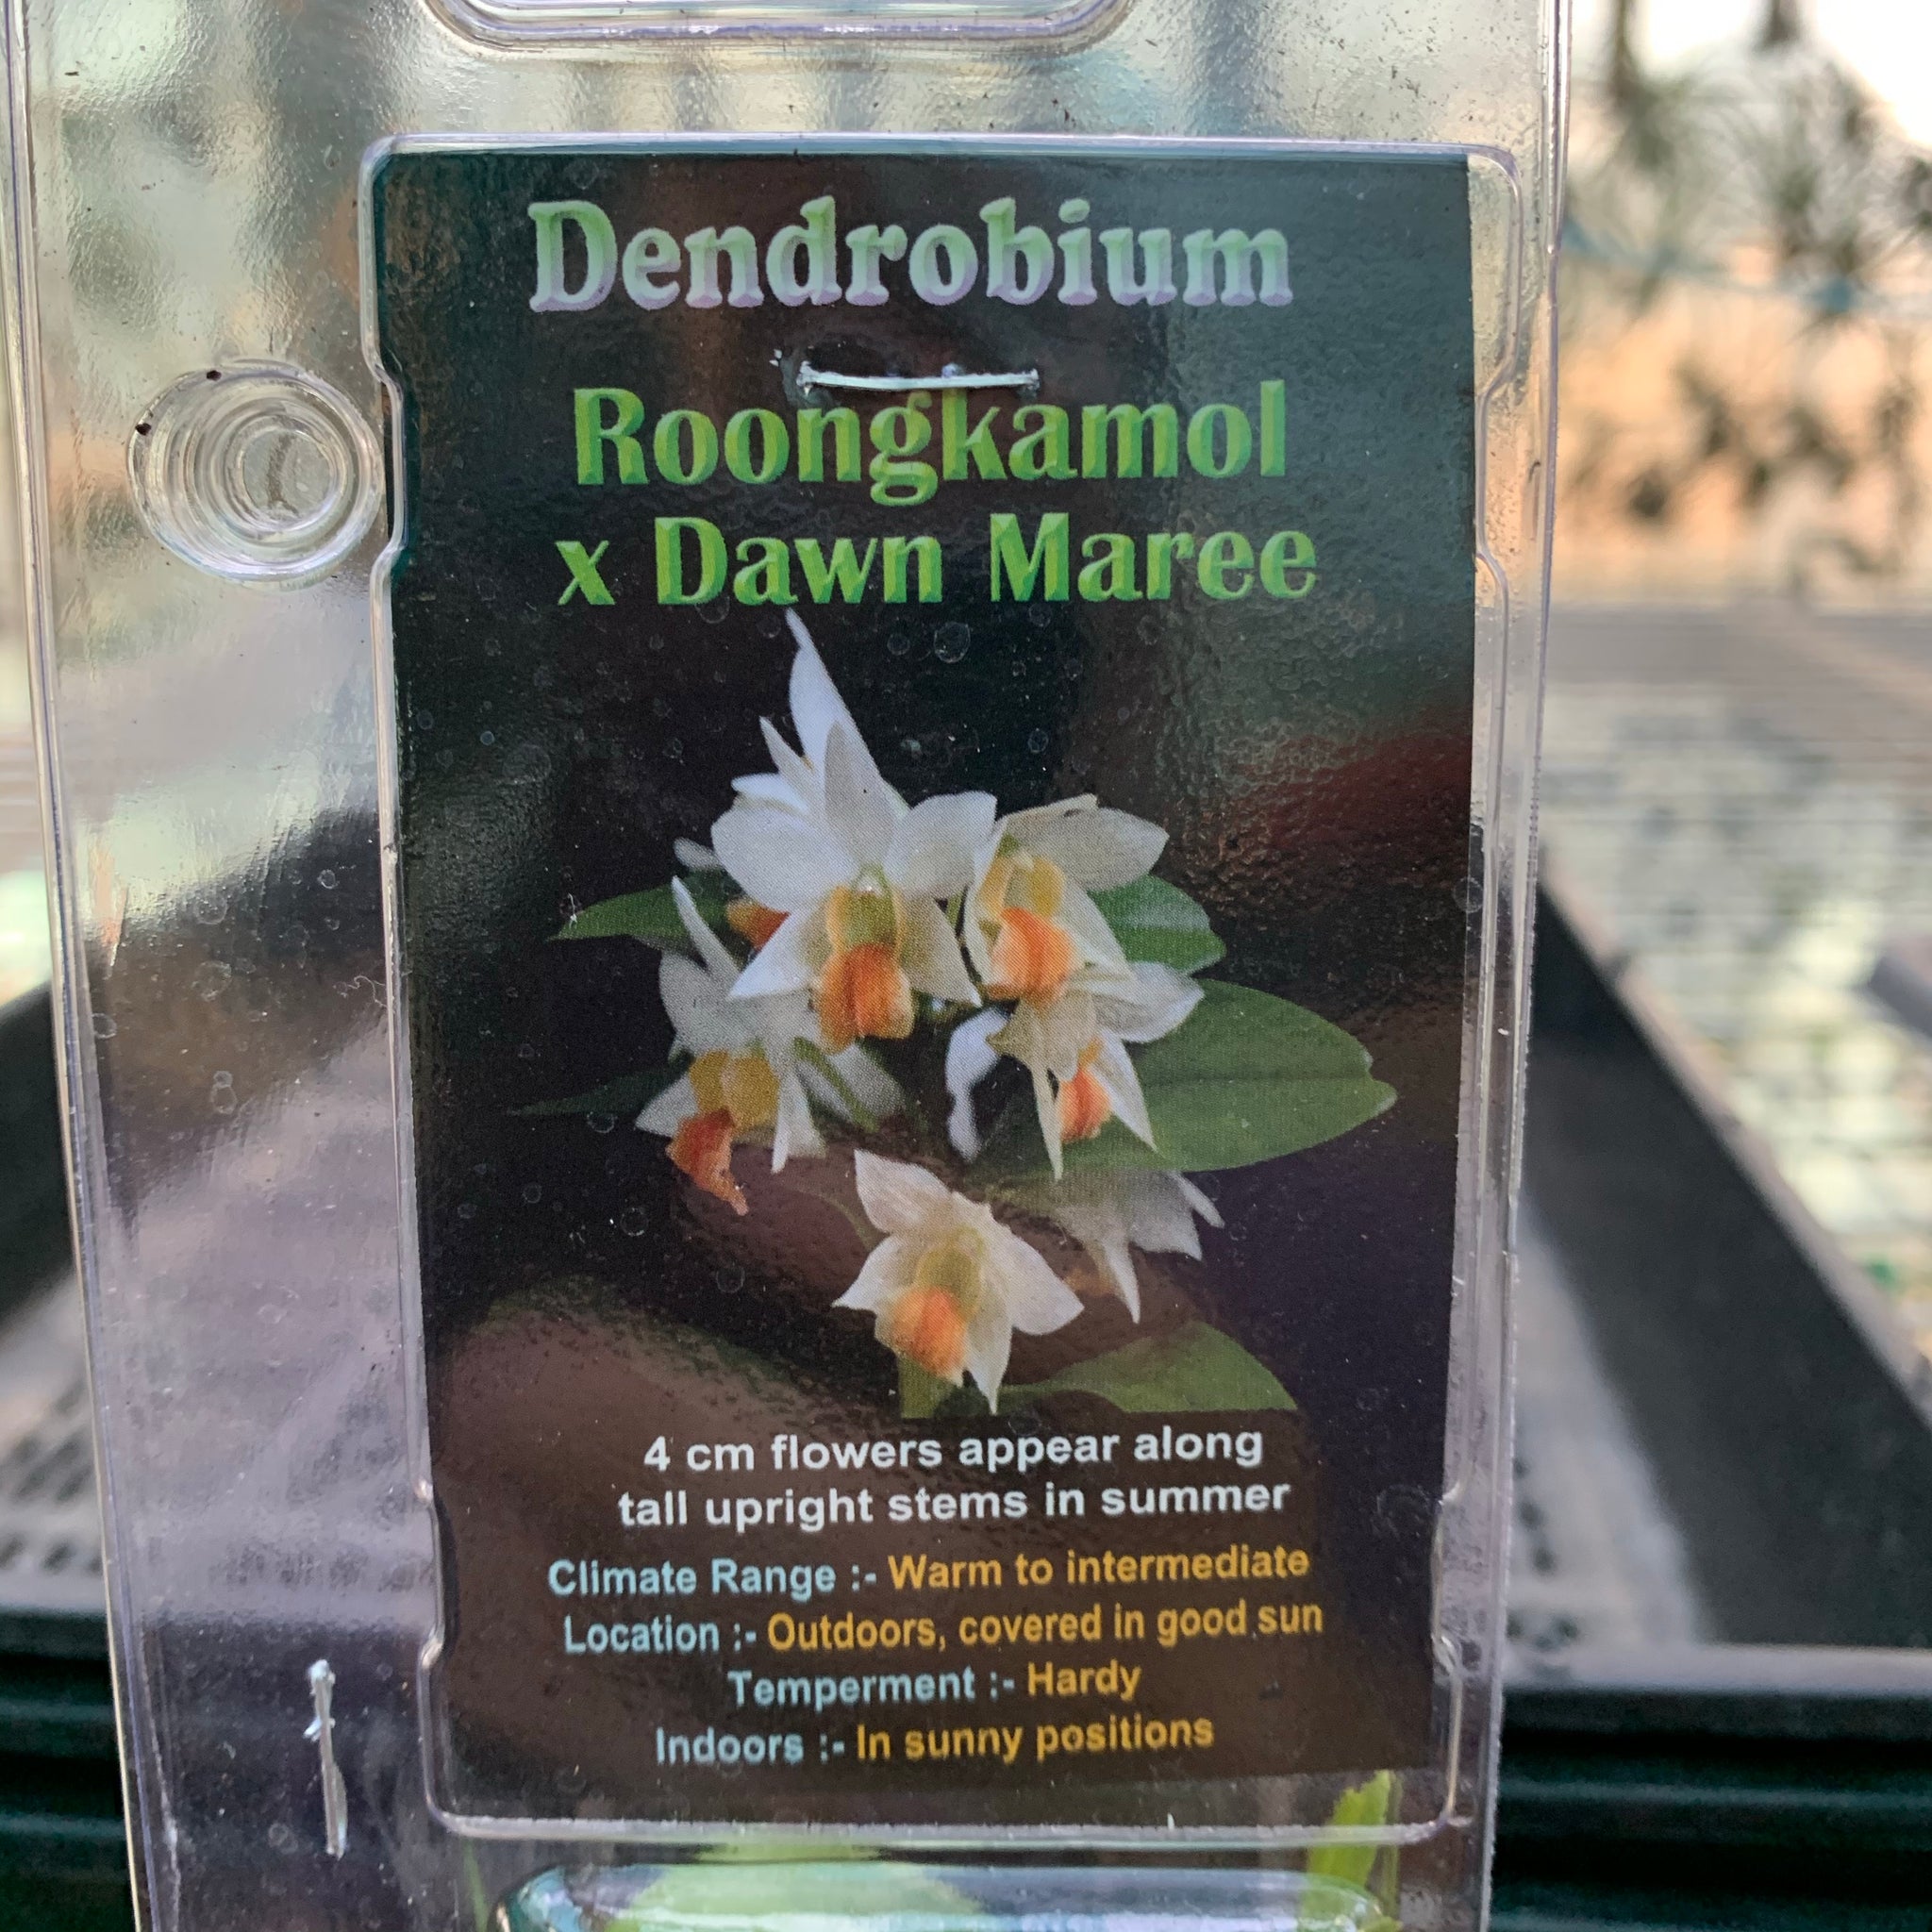 Dendrobium
Roongkamol
x Dawn Maree
4 cm flowers appear along
tall upright stems in summer
Climate Range :- Warm to intermediate
Location :- Outdoors, covered in good sun
Temperment :- Hardy
Indoors :- In sunny positions